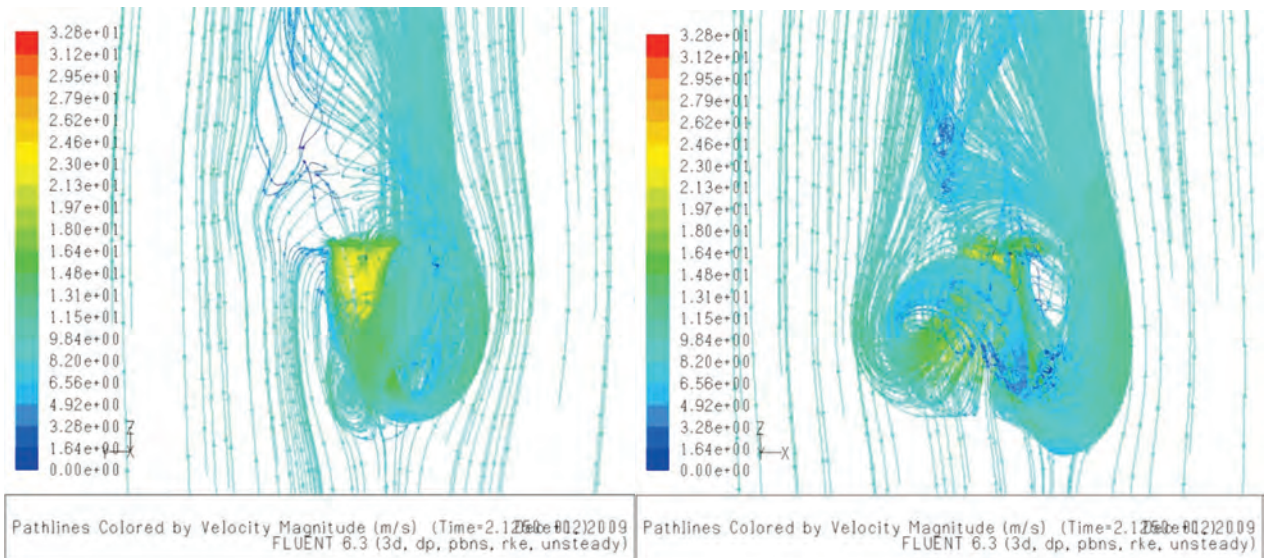 3.28e+01
3.12e+01
2.95e+01
2.79e+01
2.62e+01
2.46e+01
2.30e+01
2.13e+01
1.97e+01
1.80e+01
1.64e+01
1.48e+01
1.31e+01
1.15e+01
9.84e+00
8.20e+00
6.56e+00
4.92e+00
3.28e+00
1.64e+00
0.00e+00
Z
X
Pathlines Colored by Velocity Magnitude (m/s) 2009
FLUENT 6.3 (3d, dp, pbns, rke, unsteady)
3.28e+01
3.12e+01
2.95e+01
2.79e+01
2.62e+01
2.46e+01
2.30e+01
2.13e+01
1.97e+01
1.80e+01
1.64e+01
1.48e+01
1.31e+01
1.15e+01
9.84e+00
8.20e+00
6.56e+00
4.92e+00
3.28e+00
1.64e+00
0.00e+00
Z
X
Pathlines Colored by Velocity Magnitude (m/s) 2009
FLUENT 6.3 (3d, dp, pbns, rke, unsteady)